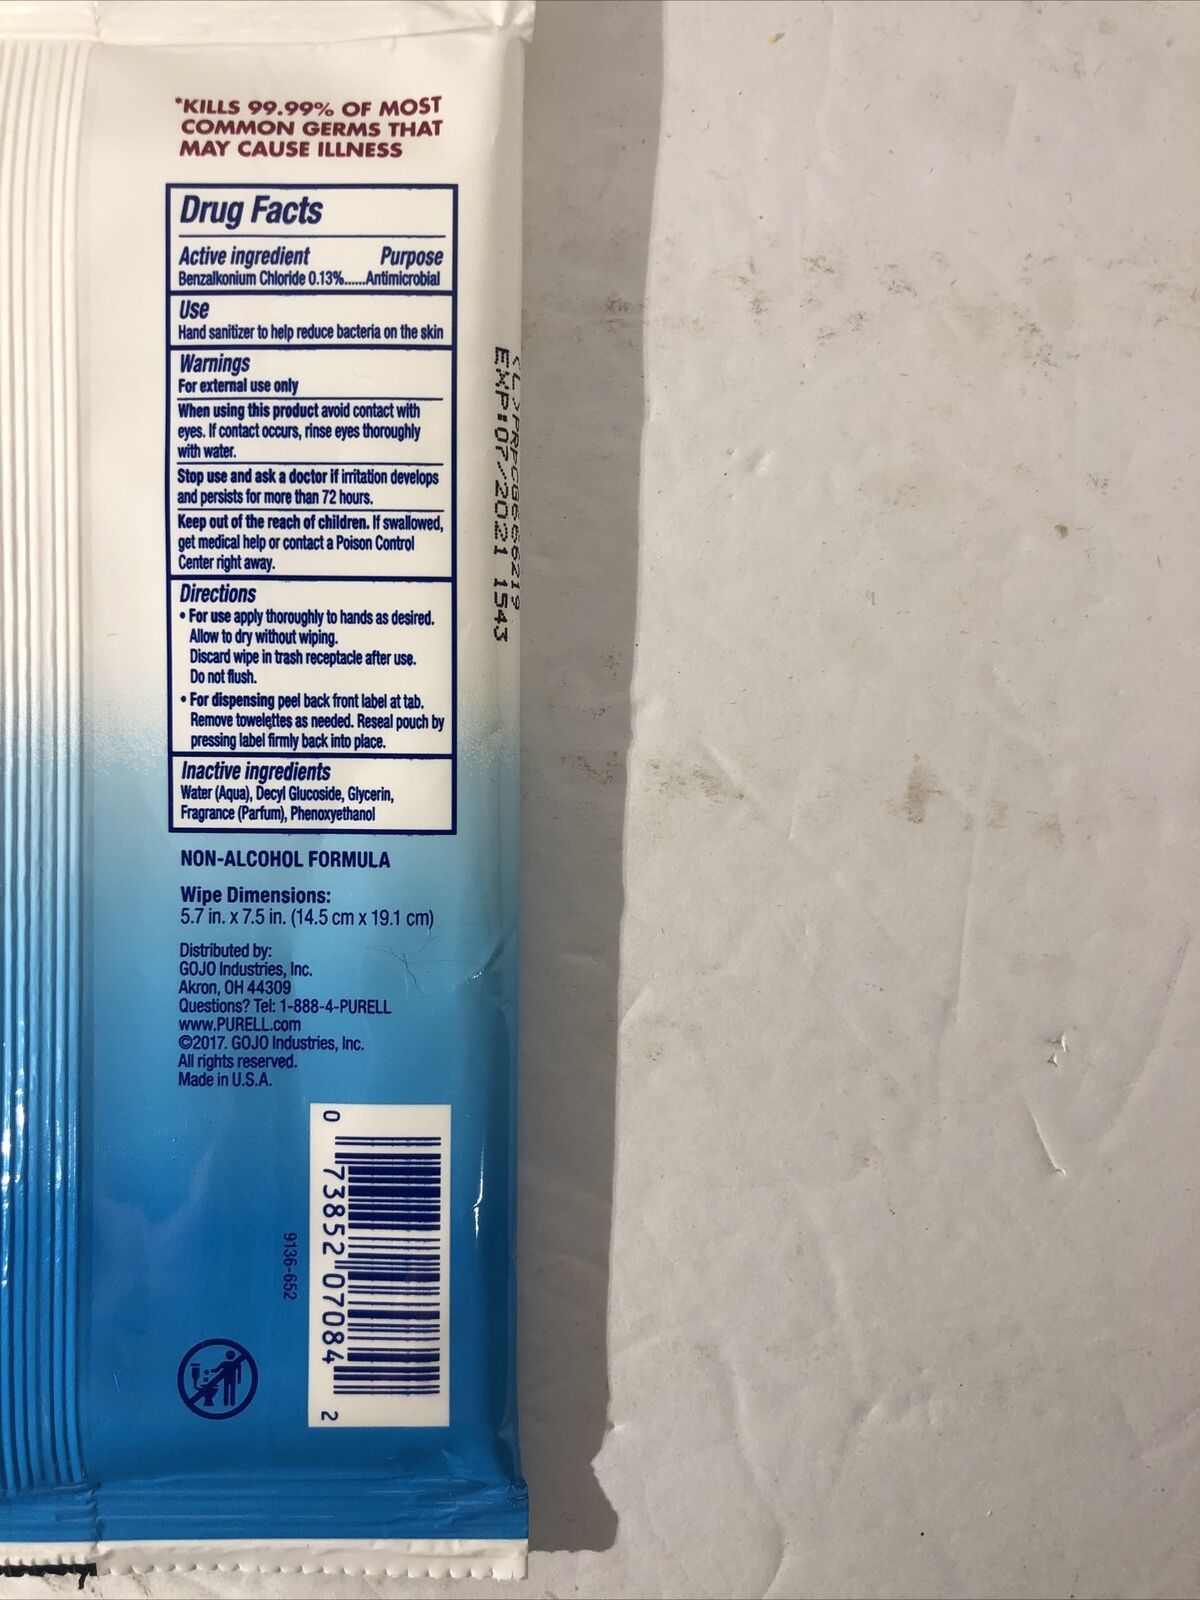 *KILLS 99.99% OF MOST
COMMON GERMS THAT
MAY CAUSE ILLNESS
Drug Facts
Active ingredient Purpose
Benzalkonium Chloride 0.13%......Antimicrobial
Use
Hand sanitizer to help reduce bacteria on the skin
Warnings
For external use only
When using this product avoid contact with
eyes. If contact occurs, rinse eyes thoroughly
with water.
Stop use and ask a doctor if irritation develops
and persists for more than 72 hours.
Keep out of the reach of children. If swallowed,
get medical help or contact a Poison Control
Center right away.
Directions
• For use apply thoroughly to hands as desired.
Allow to dry without wiping.
Discard wipe in trash receptacle after use.
Do not flush.
• For dispensing peel back front label at tab.
Remove towelettes as needed. Reseal pouch by
pressing label firmly back into place.
Inactive ingredients
Water (Aqua), Decyl Glucoside, Glycerin,
Fragrance (Parfum), Phenoxyethanol
NON-ALCOHOL FORMULA
Wipe Dimensions:
5.7 in. x 7.5 in. (14.5 cm x 19.1 cm)
Distributed by:
GOJO Industries, Inc.
Akron, OH 44309
Questions? Tel: 1-888-4-PURELL
www.PURELL.com
©2017. GOJO Industries, Inc.
All rights reserved.
Made in U.S.A.
0 73852 07084 2
9136-652
EXP:07/2021 1543